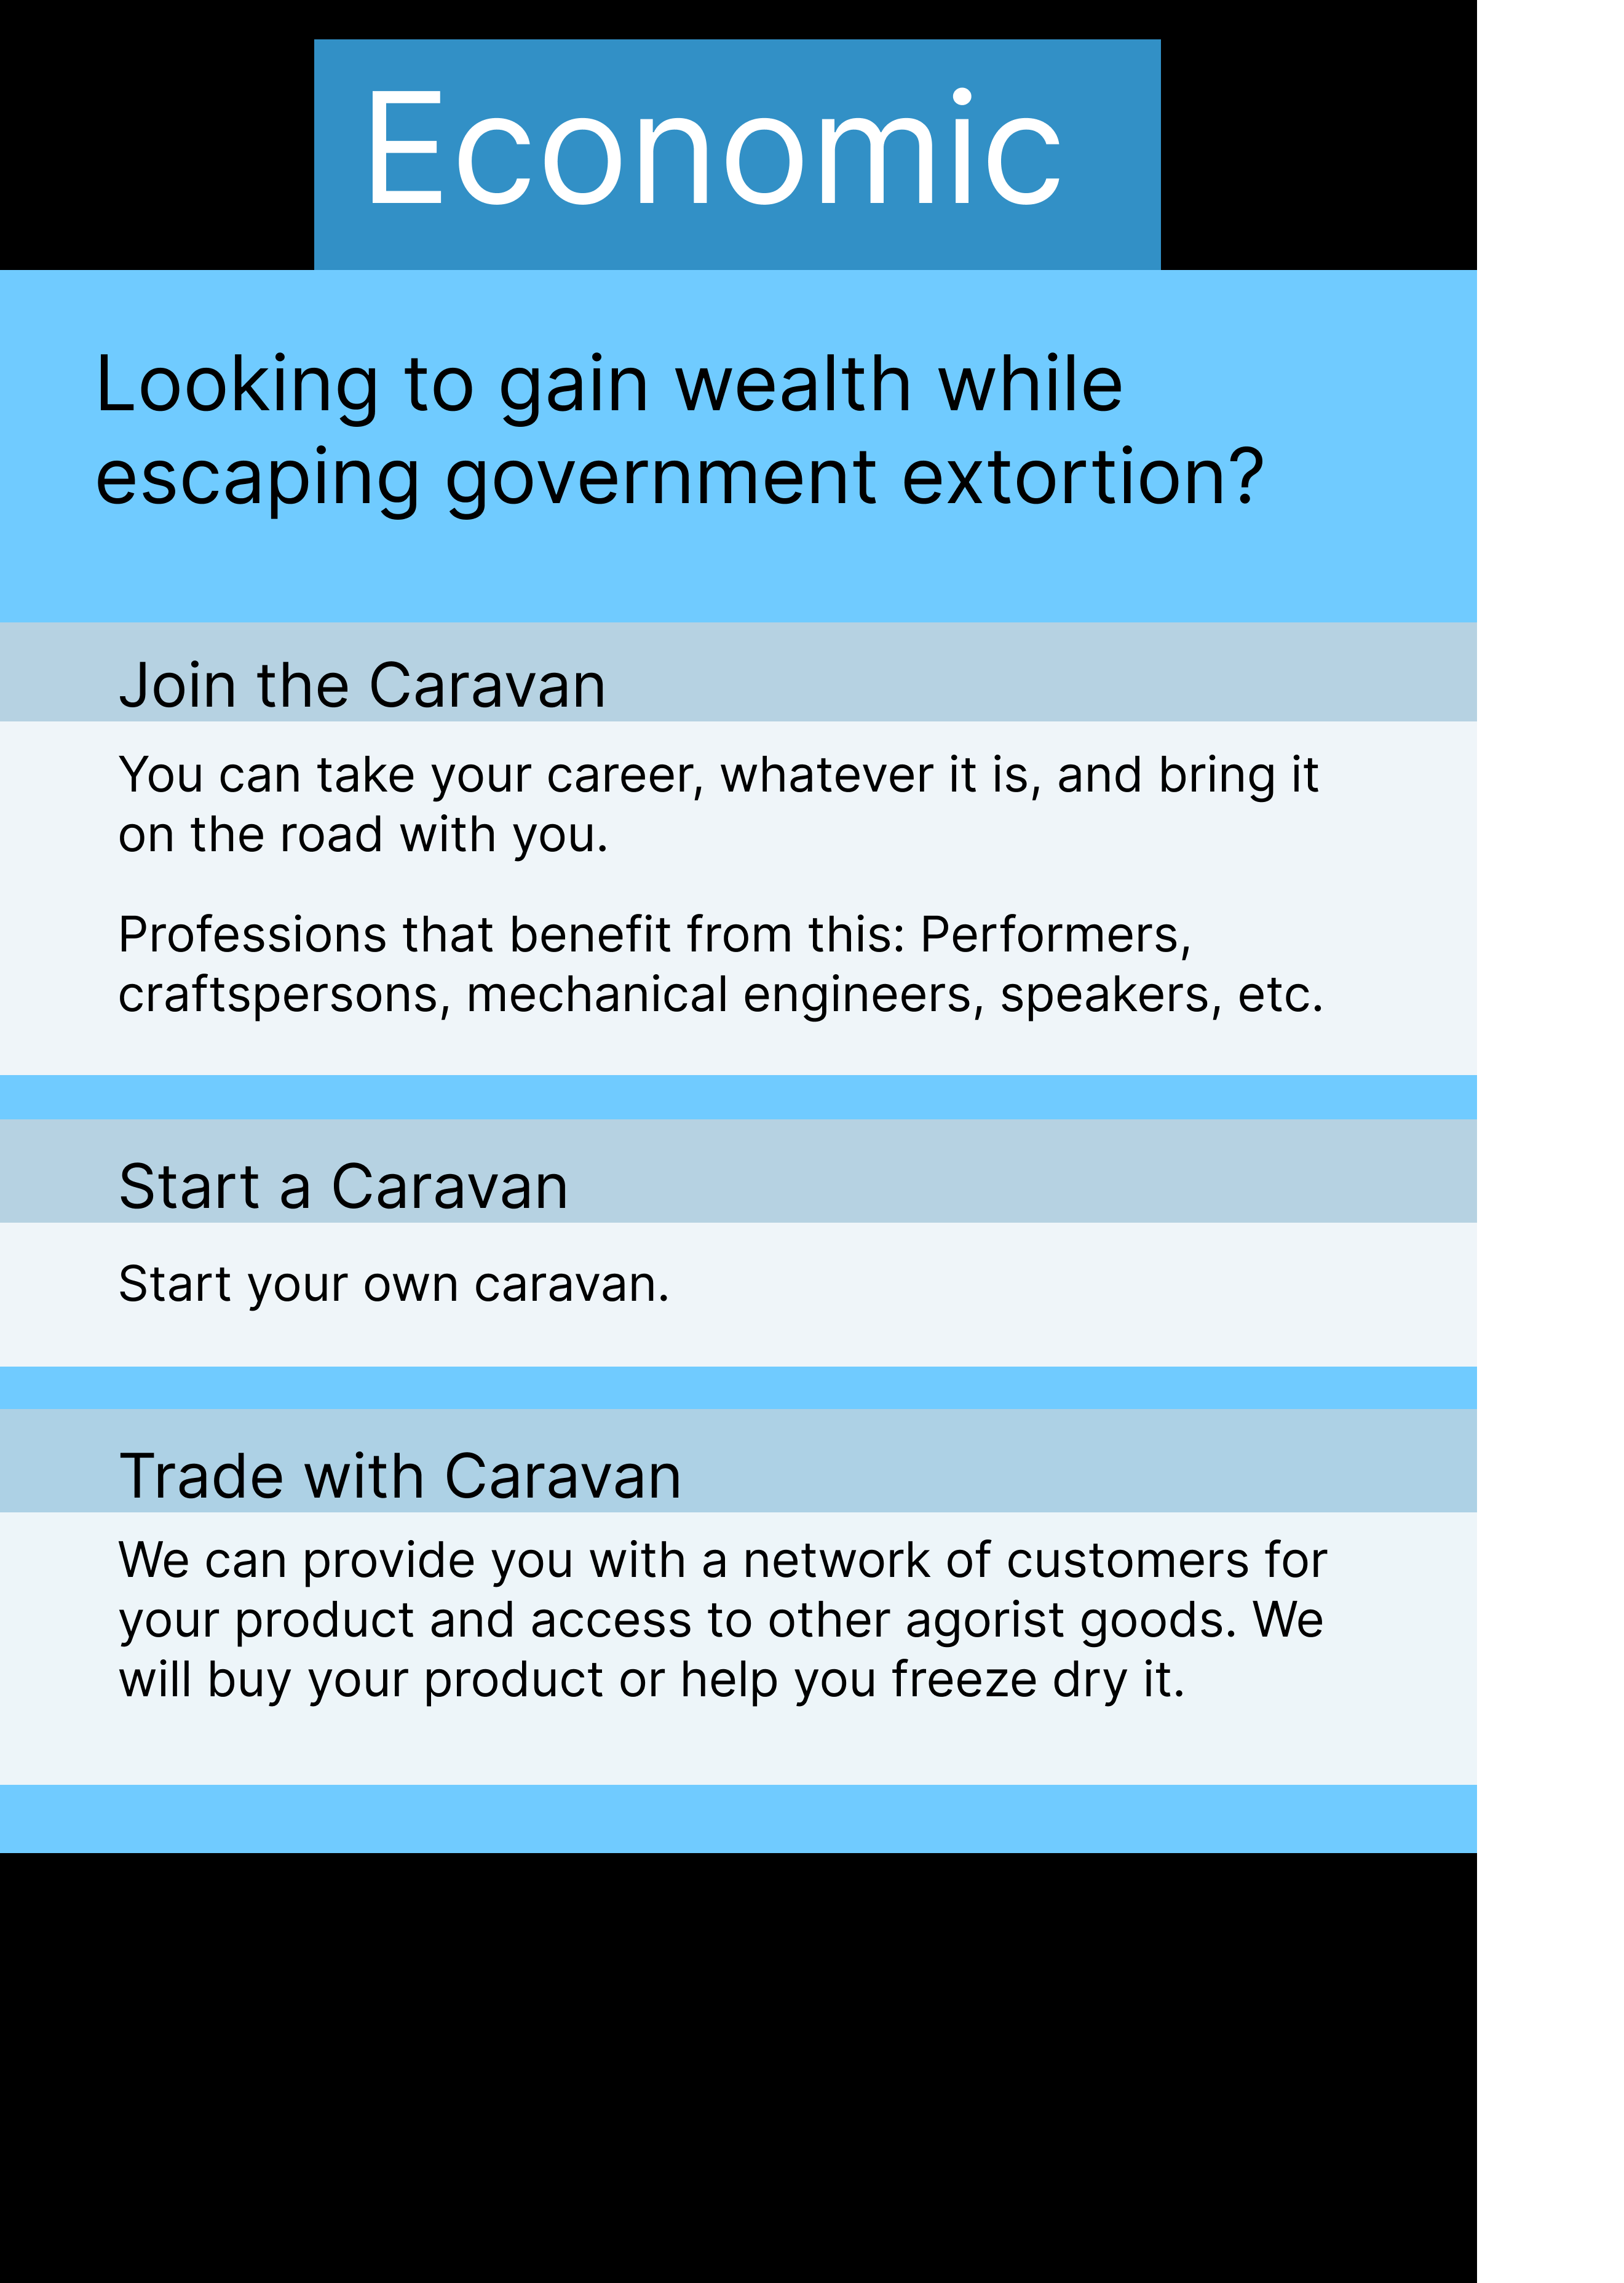 Economic
Looking to gain wealth while
escaping government extortion?
Join the Caravan
You can take your career, whatever it is, and bring it
on the road with you.
Professions that benefit from this: Performers,
craftspersons, mechanical engineers, speakers, etc.
Start a Caravan
Start your own caravan.
Trade with Caravan
We can provide you with a network of customers for
your product and access to other agorist goods. We
will buy your product or help you freeze dry it.